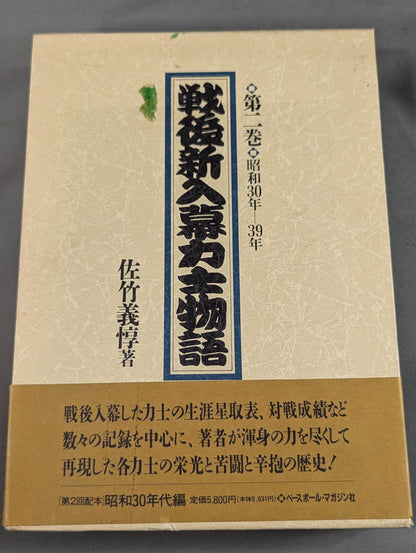 第二巻 昭和30年—39年
戦後新入幕力士物語
佐竹義惇著
戦後入幕した力士の生涯星取表、対戦成績など
数々の記録を中心に、著者が渾身の力を尽くして
再現した各力士の栄光と苦闘と辛抱の歴史!
[第2回配本]昭和30年代編 定価5,800円(本体5,631円) ベースボール・マガジン社